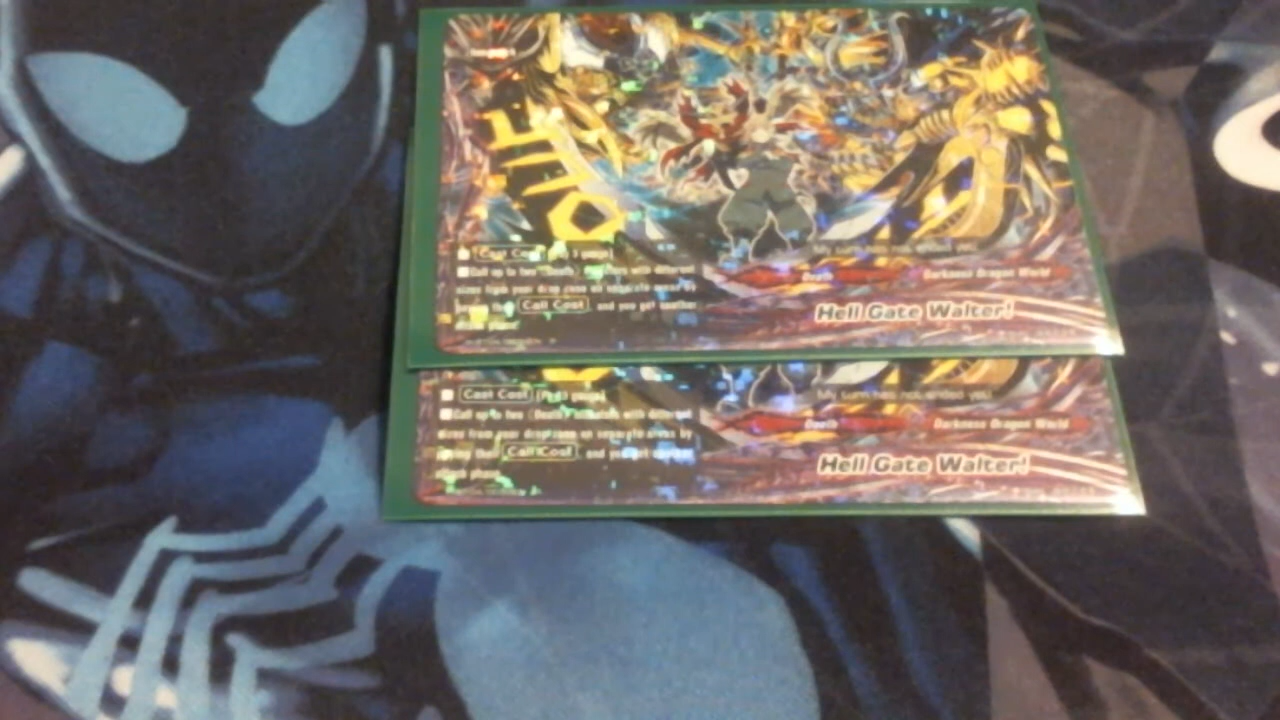 Cast Cost [Pay 3 gauge]
Call up to two 《Death》 monsters with different
sizes from your drop zone on separate areas by
paying their Call Cost, and you get another
attack phase!
My turn has not ended yet!
Death Darkness Dragon World
Hell Gate Walter!
Cast Cost [Pay 3 gauge]
Call up to two 《Death》 monsters with different
sizes from your drop zone on separate areas by
paying their Call Cost, and you get another
attack phase!
My turn has not ended yet!
Death Darkness Dragon World
Hell Gate Walter!